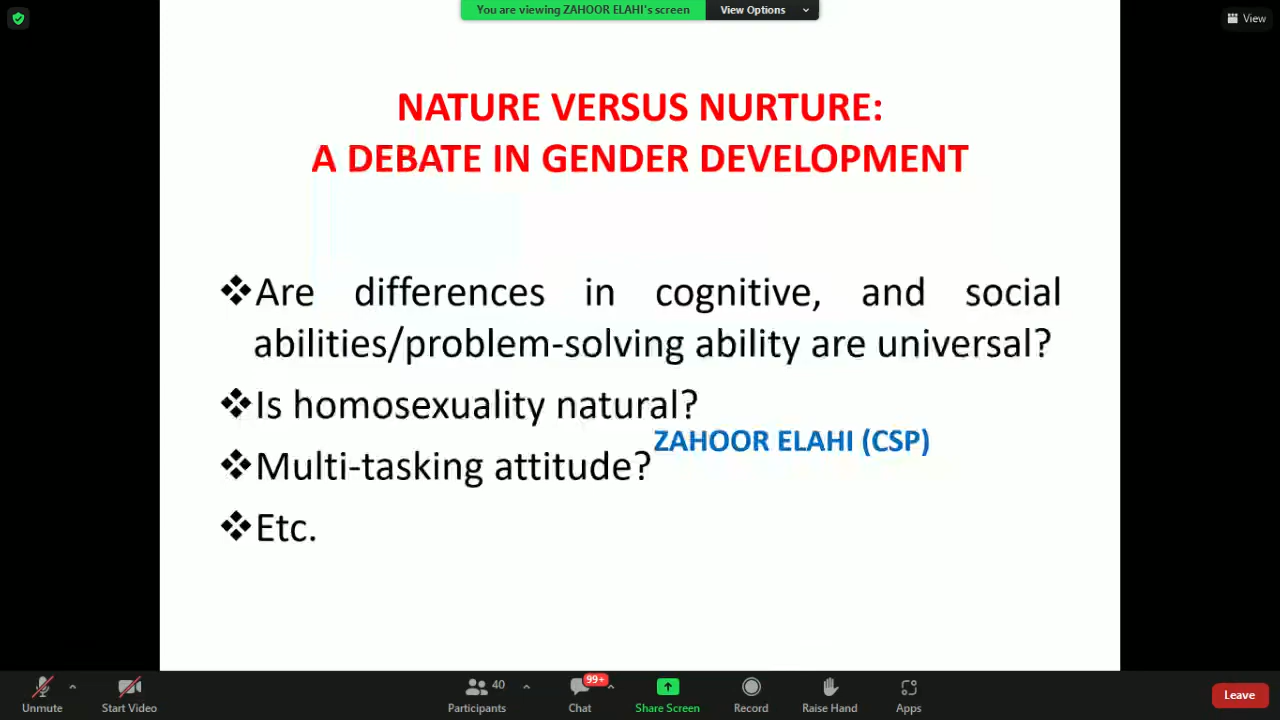 You are viewing ZAHOOR ELAHI's screen View Options
View
NATURE VERSUS NURTURE:
A DEBATE IN GENDER DEVELOPMENT
❖Are differences in cognitive, and social
abilities/problem-solving ability are universal?
❖Is homosexuality natural?
ZAHOOR ELAHI (CSP)
❖Multi-tasking attitude?
❖Etc.
40 99+
Unmute Start Video Participants Chat Share Screen Record Raise Hand Apps Leave